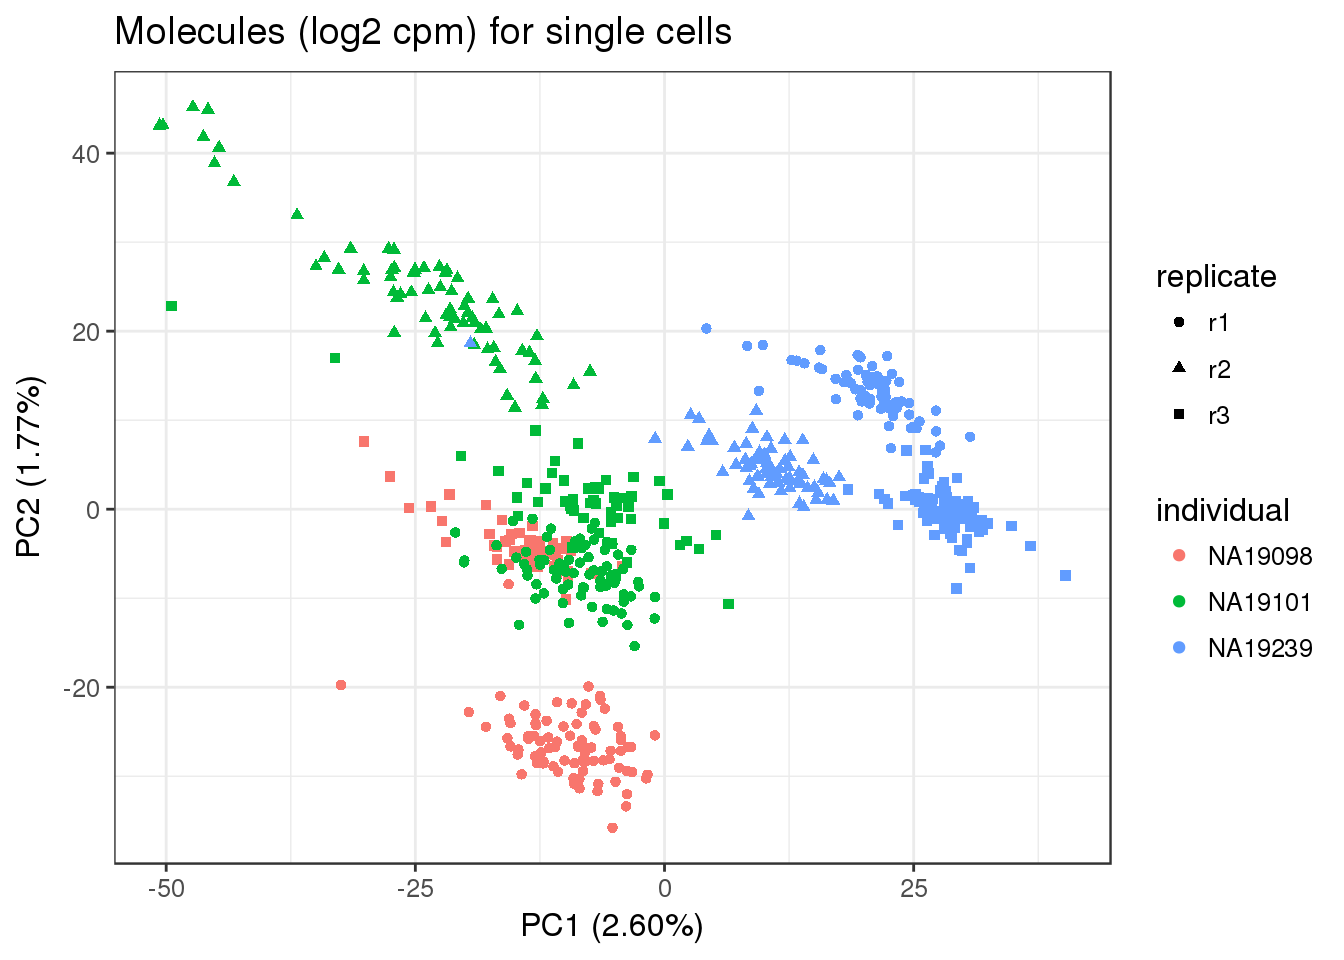 Molecules (log2 cpm) for single cells
40
20
0
-20
PC2 (1.77%)
-50
-25
0
25
PC1 (2.60%)
replicate
r1
r2
r3
individual
NA19098
NA19101
NA19239